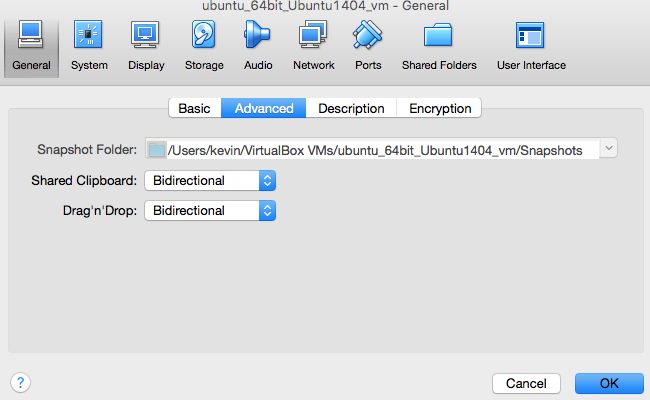 ubuntu_64bit_Ubuntu1404_vm - General
General System Display Storage Audio Network Ports Shared Folders User Interface
Basic Advanced Description Encryption
Snapshot Folder: /Users/kevin/VirtualBox VMs/ubuntu_64bit_Ubuntu1404_vm/Snapshots
Shared Clipboard: Bidirectional
Drag'n'Drop: Bidirectional
? Cancel OK